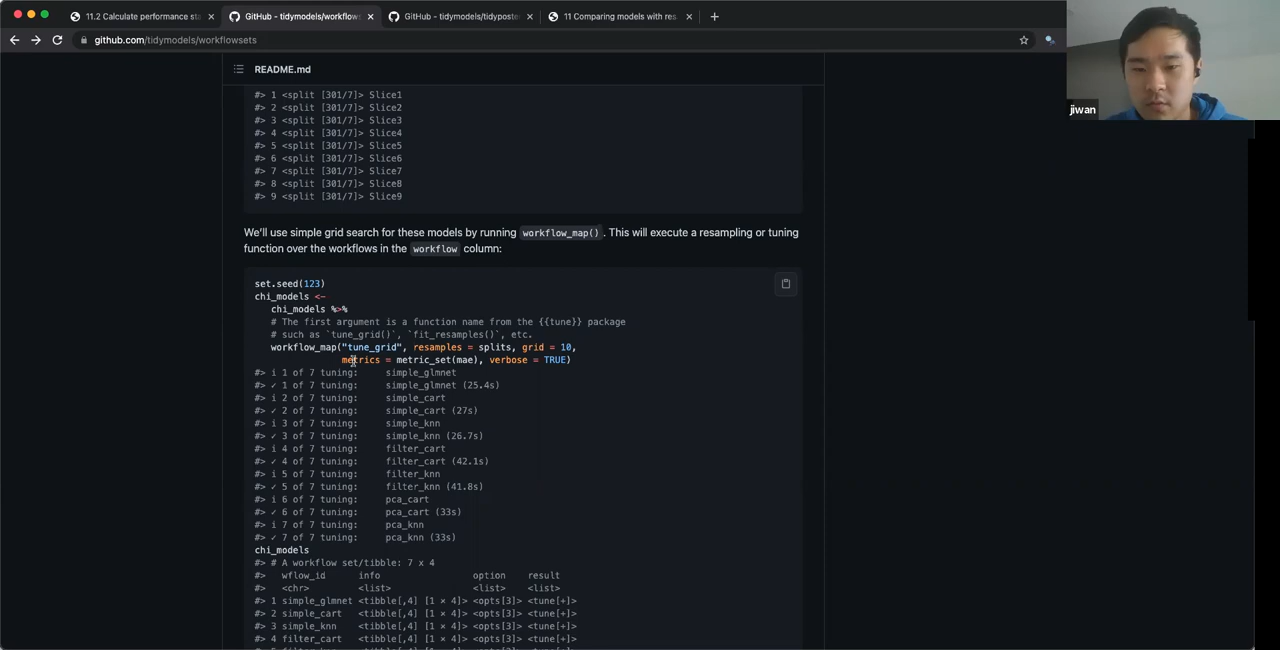 11.2 Calculate performance sta
GitHub - tidymodels/workflows
GitHub - tidymodels/tidyposte
11 Comparing models with res
github.com/tidymodels/workflowsets
jiwan
README.md
#> 1 <split [301/7]> Slice1
#> 2 <split [301/7]> Slice2
#> 3 <split [301/7]> Slice3
#> 4 <split [301/7]> Slice4
#> 5 <split [301/7]> Slice5
#> 6 <split [301/7]> Slice6
#> 7 <split [301/7]> Slice7
#> 8 <split [301/7]> Slice8
#> 9 <split [301/7]> Slice9
We'll use simple grid search for these models by running workflow_map(). This will execute a resampling or tuning
function over the workflows in the workflow column:
set.seed(123)
chi_models <-
chi_models %>%
# The first argument is a function name from the {{tune}} package
# such as `tune_grid()`, `fit_resamples()`, etc.
workflow_map("tune_grid", resamples = splits, grid = 10,
metrics = metric_set(mae), verbose = TRUE)
#> i 1 of 7 tuning: simple_glmnet
#> ✓ 1 of 7 tuning: simple_glmnet (25.4s)
#> i 2 of 7 tuning: simple_cart
#> ✓ 2 of 7 tuning: simple_cart (27s)
#> i 3 of 7 tuning: simple_knn
#> ✓ 3 of 7 tuning: simple_knn (26.7s)
#> i 4 of 7 tuning: filter_cart
#> ✓ 4 of 7 tuning: filter_cart (42.1s)
#> i 5 of 7 tuning: filter_knn
#> ✓ 5 of 7 tuning: filter_knn (41.8s)
#> i 6 of 7 tuning: pca_cart
#> ✓ 6 of 7 tuning: pca_cart (33s)
#> i 7 of 7 tuning: pca_knn
#> ✓ 7 of 7 tuning: pca_knn (33s)
chi_models
#> # A workflow set/tibble: 7 x 4
#> wflow_id info option result
#> <chr> <list> <list> <list>
#> 1 simple_glmnet <tibble[,4] [1 × 4]> <opts[3]> <tune[+]>
#> 2 simple_cart <tibble[,4] [1 × 4]> <opts[3]> <tune[+]>
#> 3 simple_knn <tibble[,4] [1 × 4]> <opts[3]> <tune[+]>
#> 4 filter_cart <tibble[,4] [1 × 4]> <opts[3]> <tune[+]>